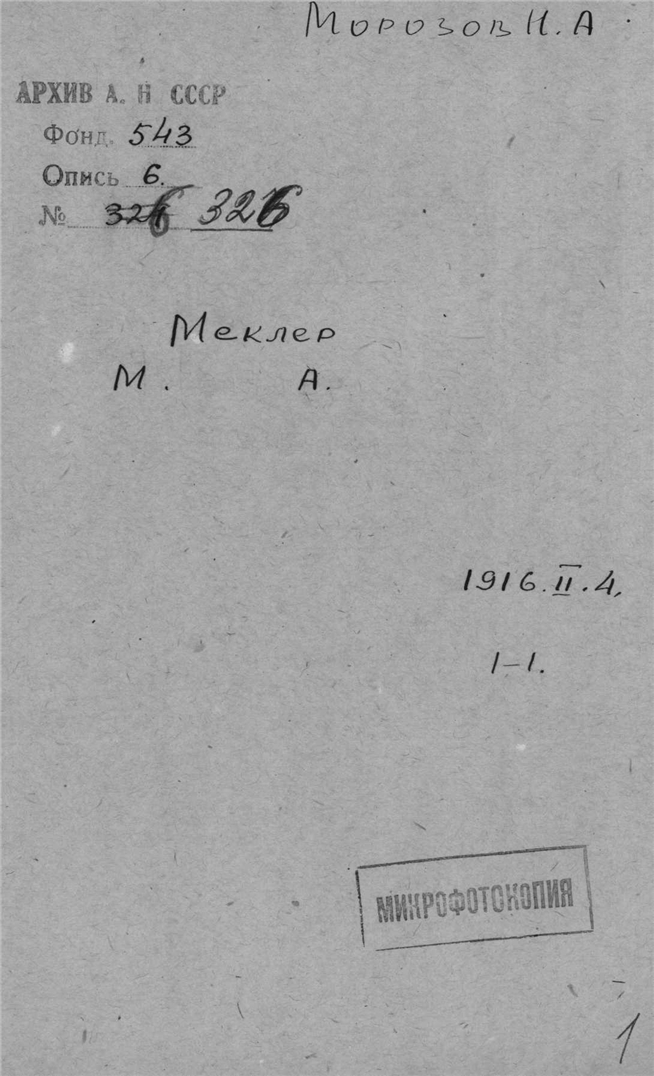 Морозов Н. А
АРХИВ А. Н СССР
Фонд. 543
Опись 6.
№ 326 326
Меклер
М. А.
1916.II.4.
1-1.
МИКРОФОТОКОПИЯ
1